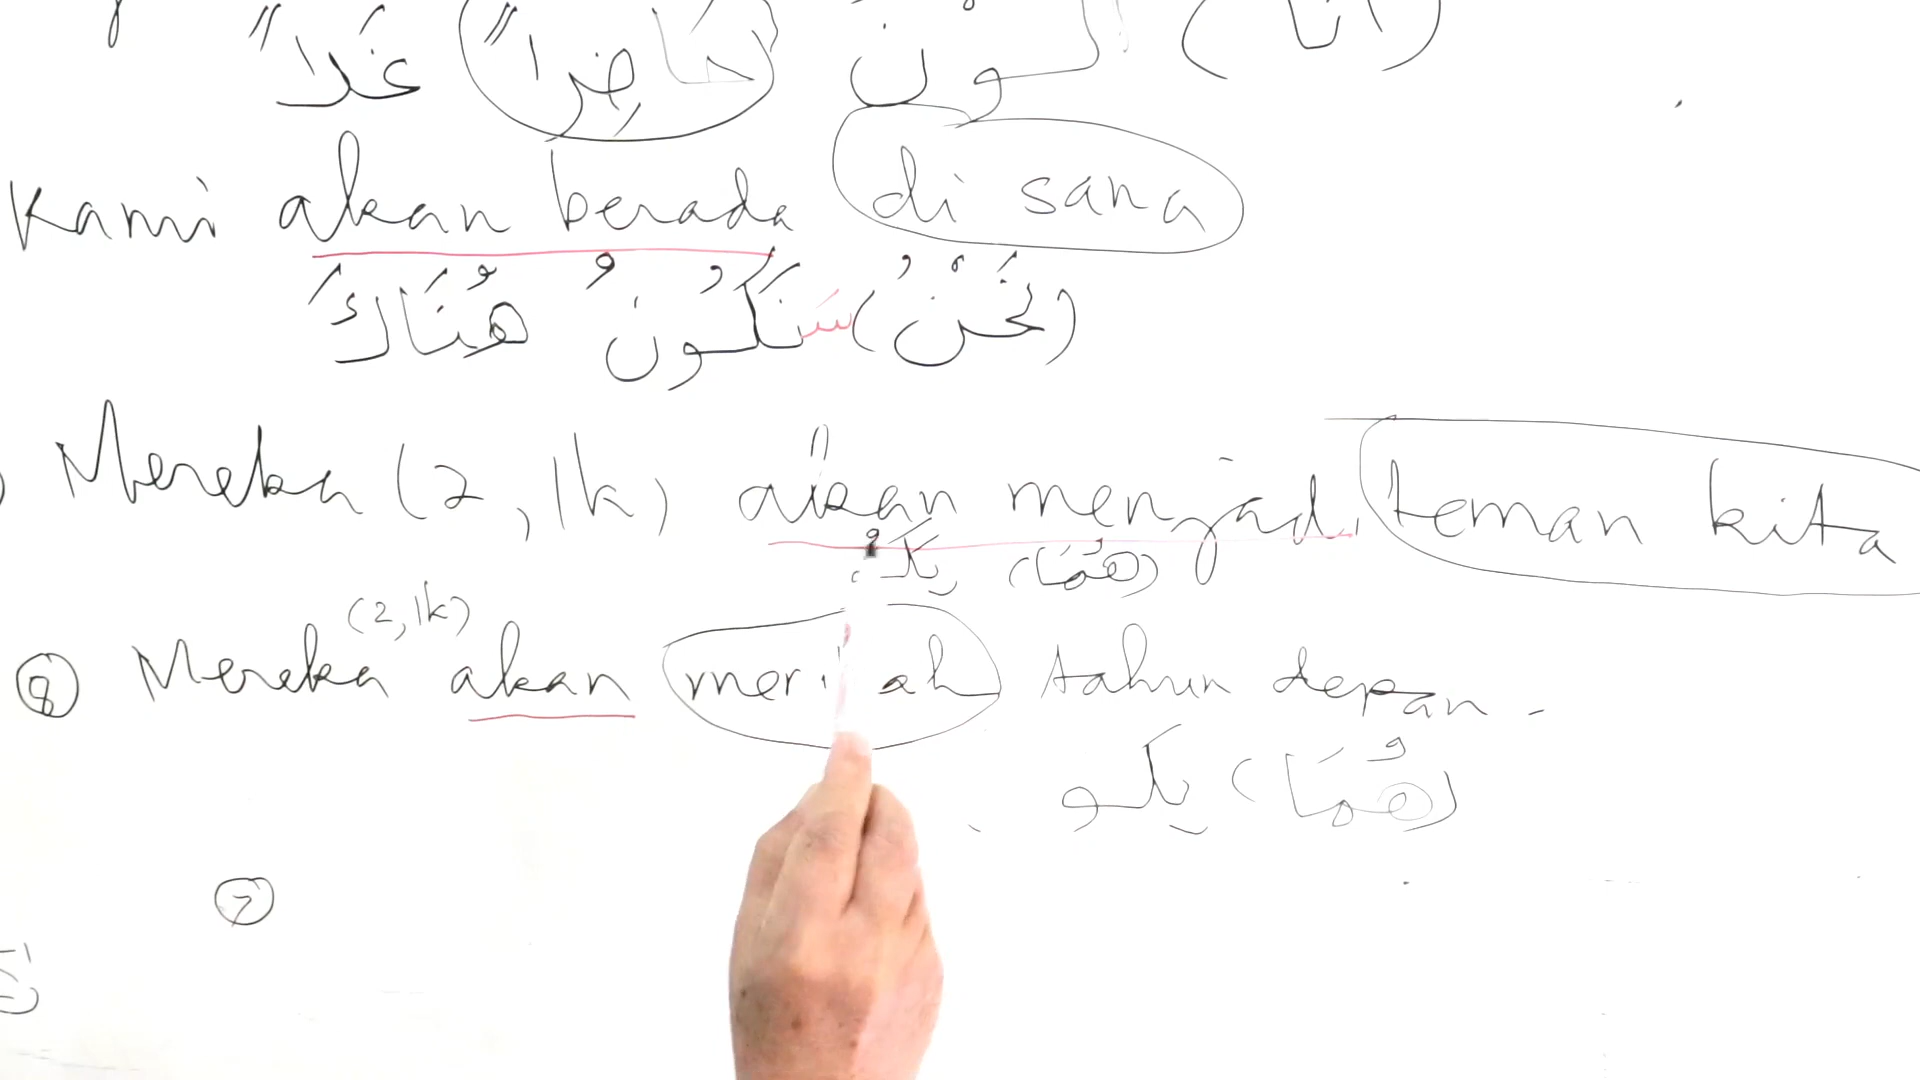 (أَنَا)
ون حَاضِرًا غَدًا
Kami akan berada di sana
(نَحْنُ) سَنَكُونُ هُنَاكَ
Mereka (2, lk) akan menjadi teman kita
(هُمَا)
(2, lk)
8 Mereka akan tahun depan
(هُمَا) يكو
7